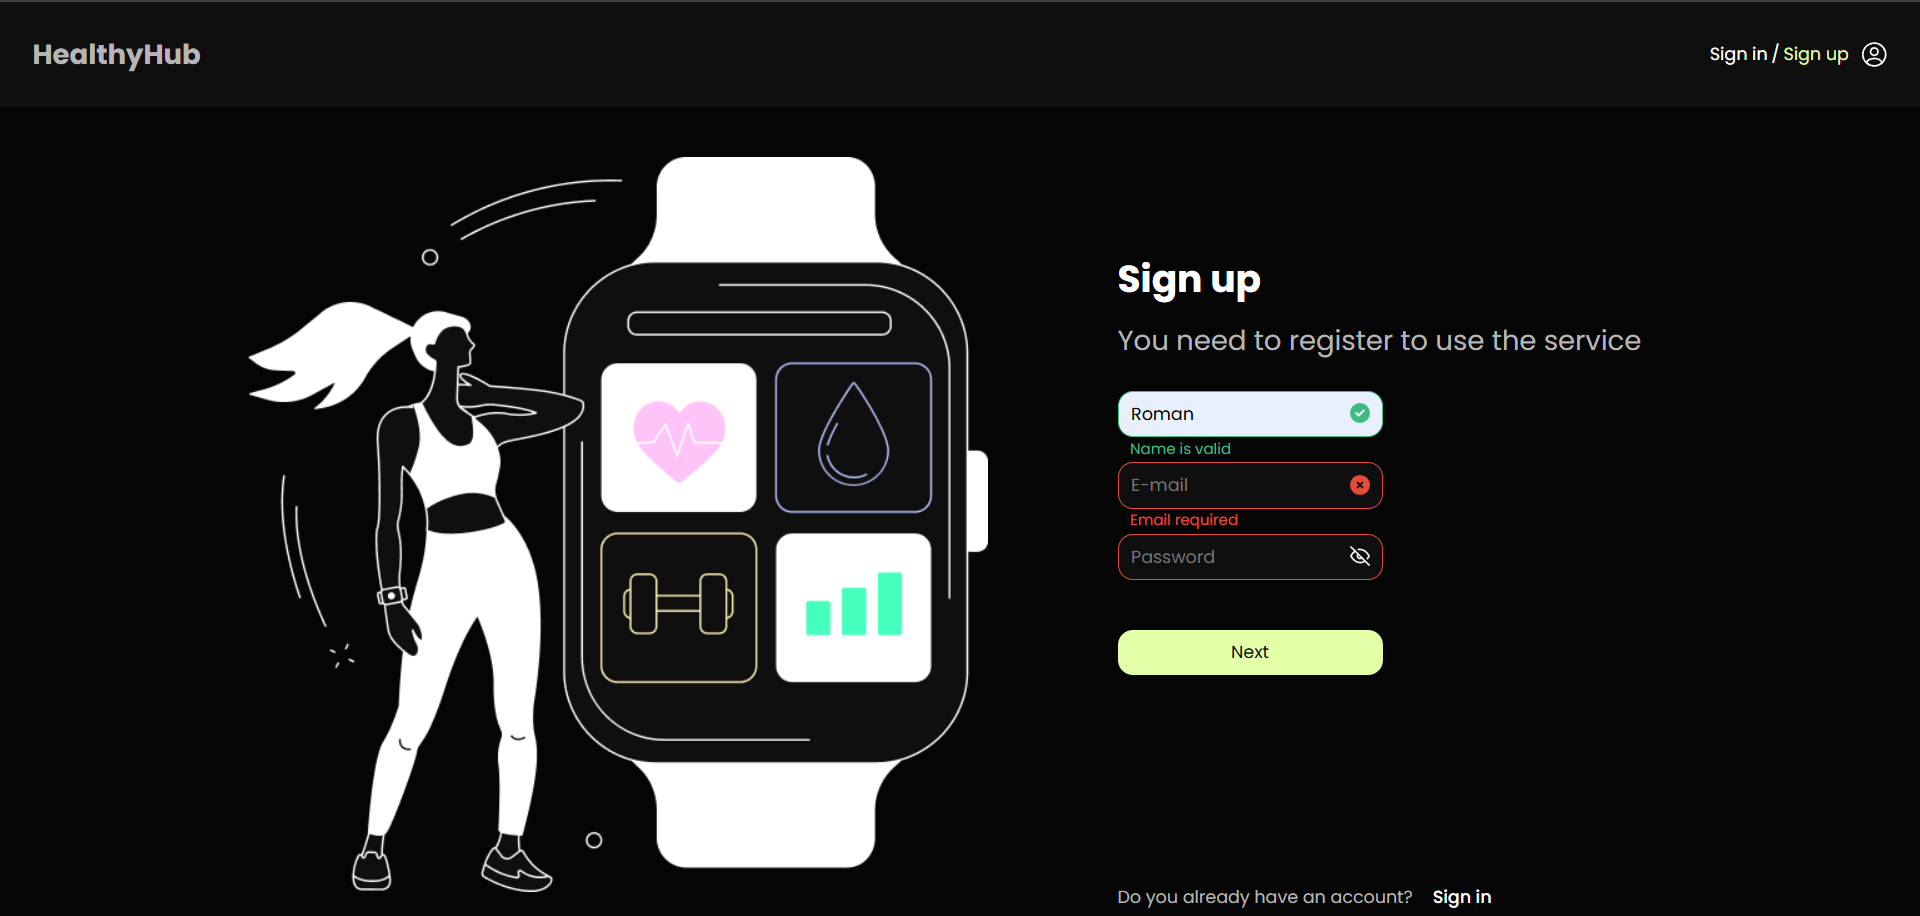 HealthyHub
Sign in / Sign up
Sign up
You need to register to use the service
Roman
Name is valid
E-mail
Email required
Password
Next
Do you already have an account? Sign in